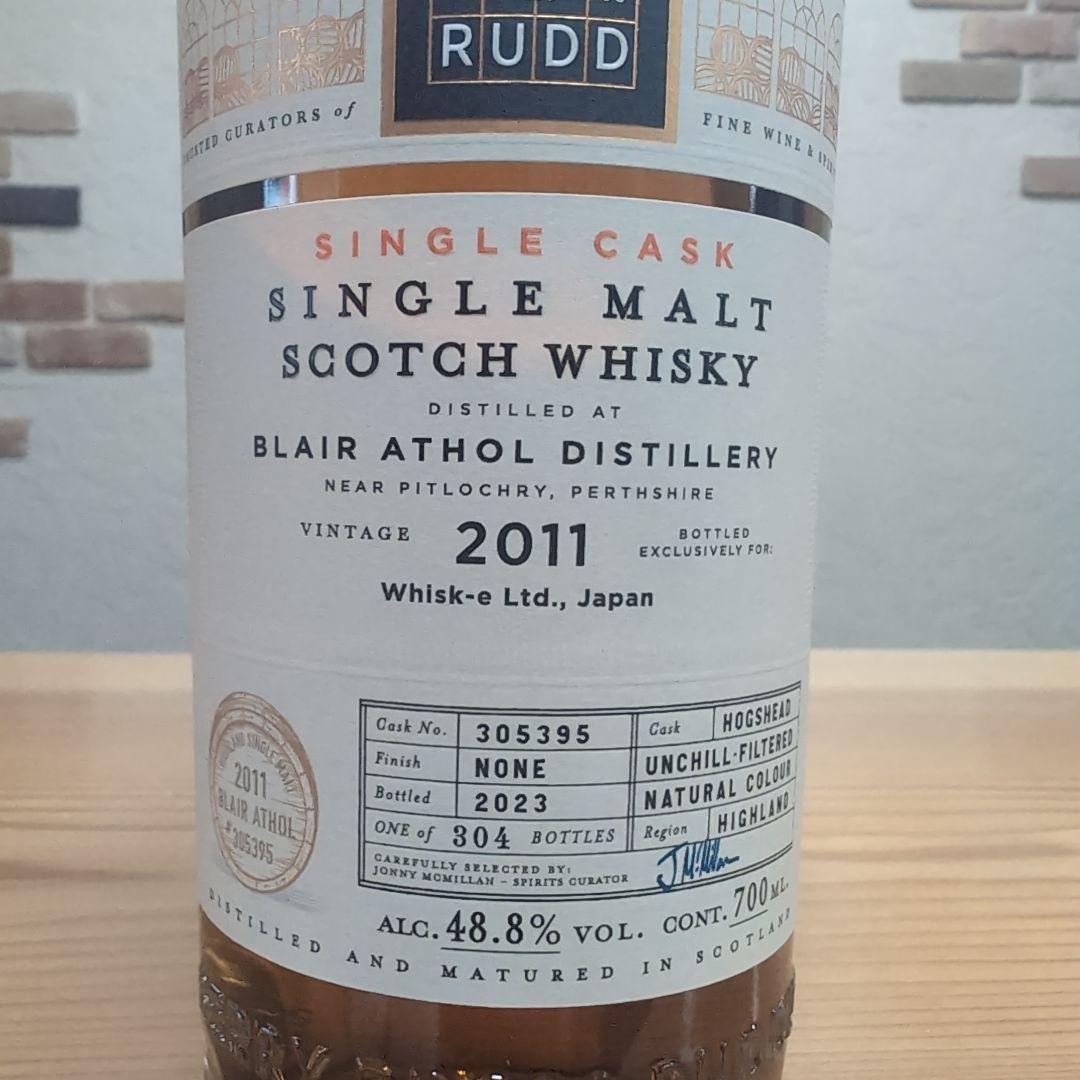 RUDD
CURATORS of
FINE WINE &
SINGLE CASK
SINGLE MALT
SCOTCH WHISKY
DISTILLED AT
BLAIR ATHOL DISTILLERY
NEAR PITLOCHRY, PERTHSHIRE
VINTAGE 2011 BOTTLED EXCLUSIVELY FOR:
Whisk-e Ltd., Japan
Cask No. 305395 Cask HOGSHEAD
Finish NONE UNCHILL-FILTERED
Bottled 2023 NATURAL COLOUR
ONE of 304 BOTTLES Region HIGHLAND
CAREFULLY SELECTED BY:
JONNY MCMILLAN - SPIRITS CURATOR
J McMillan
SINGLE MALT
2011
BLAIR ATHOL
#305395
ALC. 48.8% VOL. CONT. 700 ML.
DISTILLED AND MATURED IN SCOTLAND